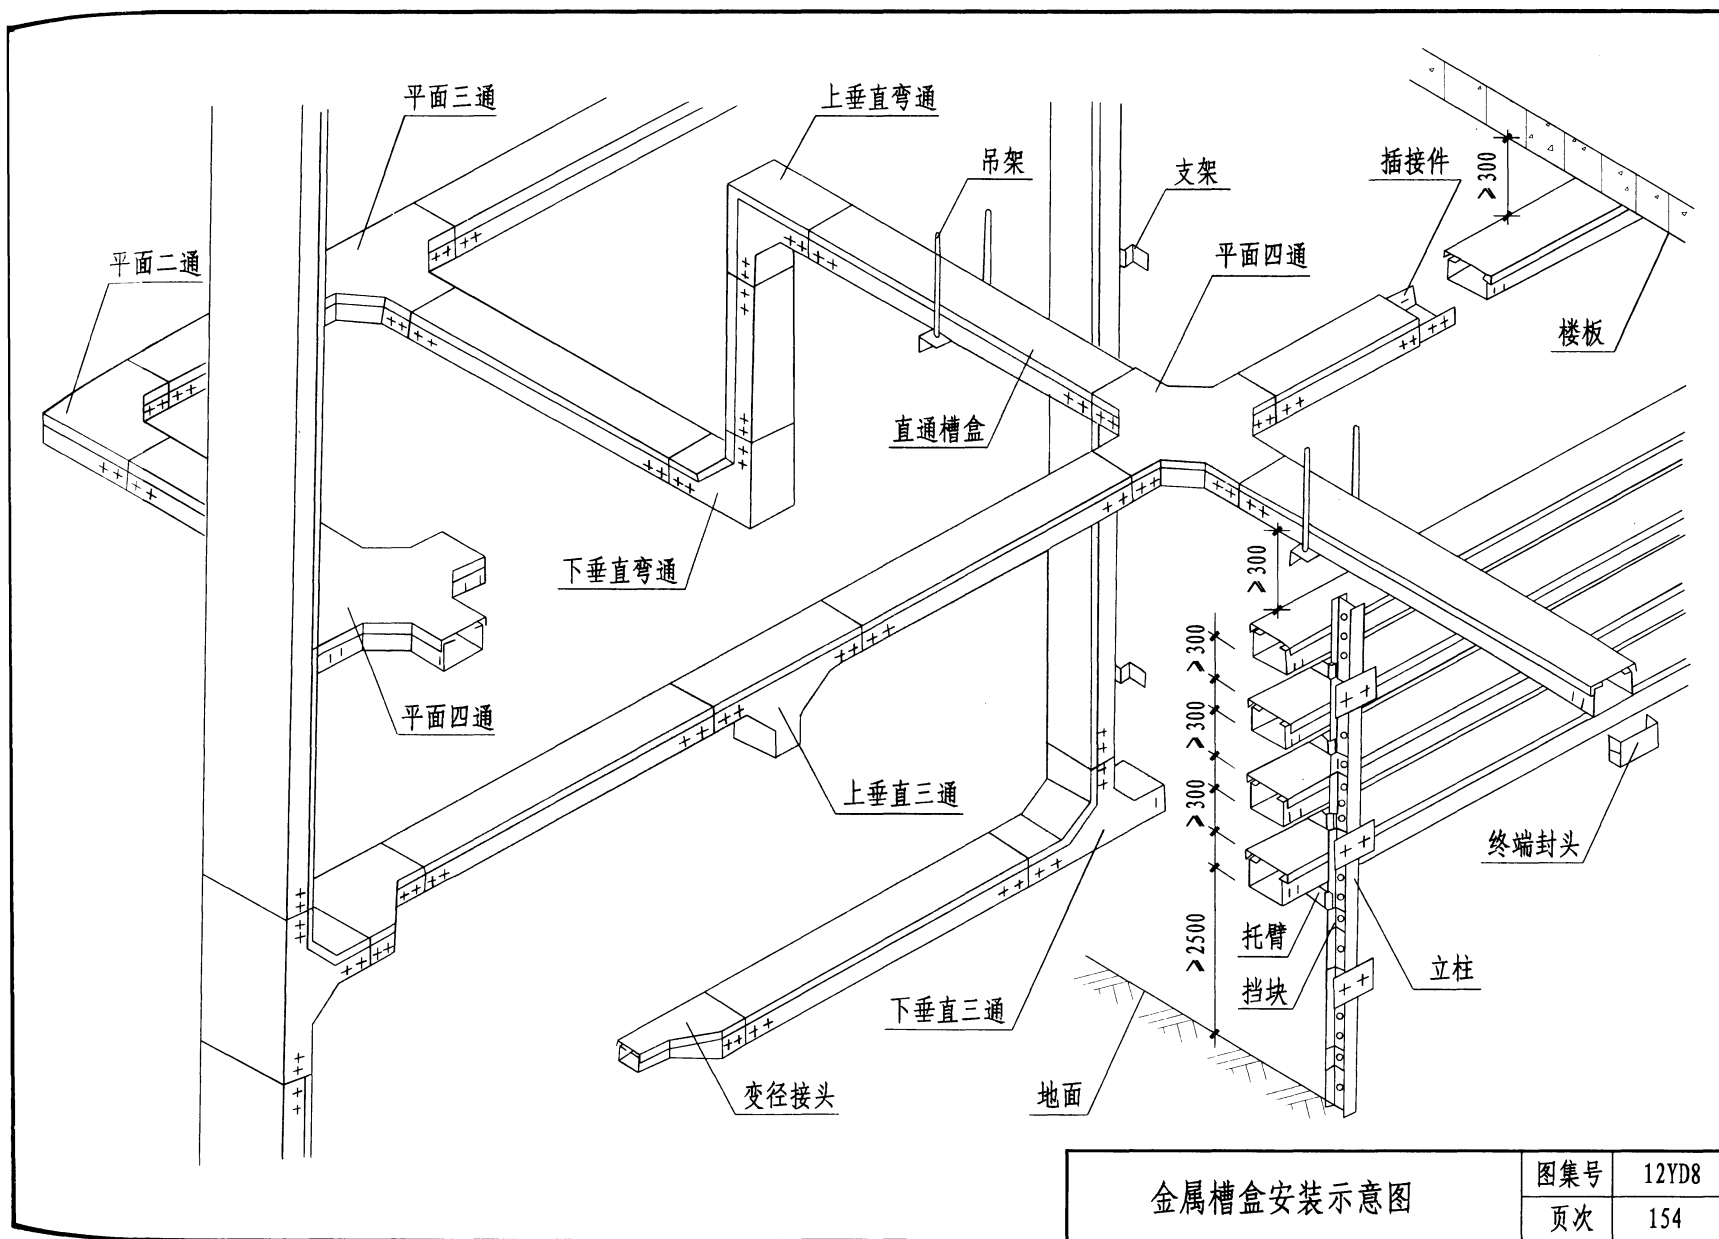 平面三通
上垂直弯通
吊架
支架
插接件
≥300
平面二通
平面四通
楼板
直通槽盒
下垂直弯通
≥300
≥300
平面四通
≥300
上垂直三通
≥300
终端封头
托臂
≥2500
立柱
挡块
下垂直三通
变径接头
地面
金属槽盒安装示意图
图集号 12YD8
页次 154